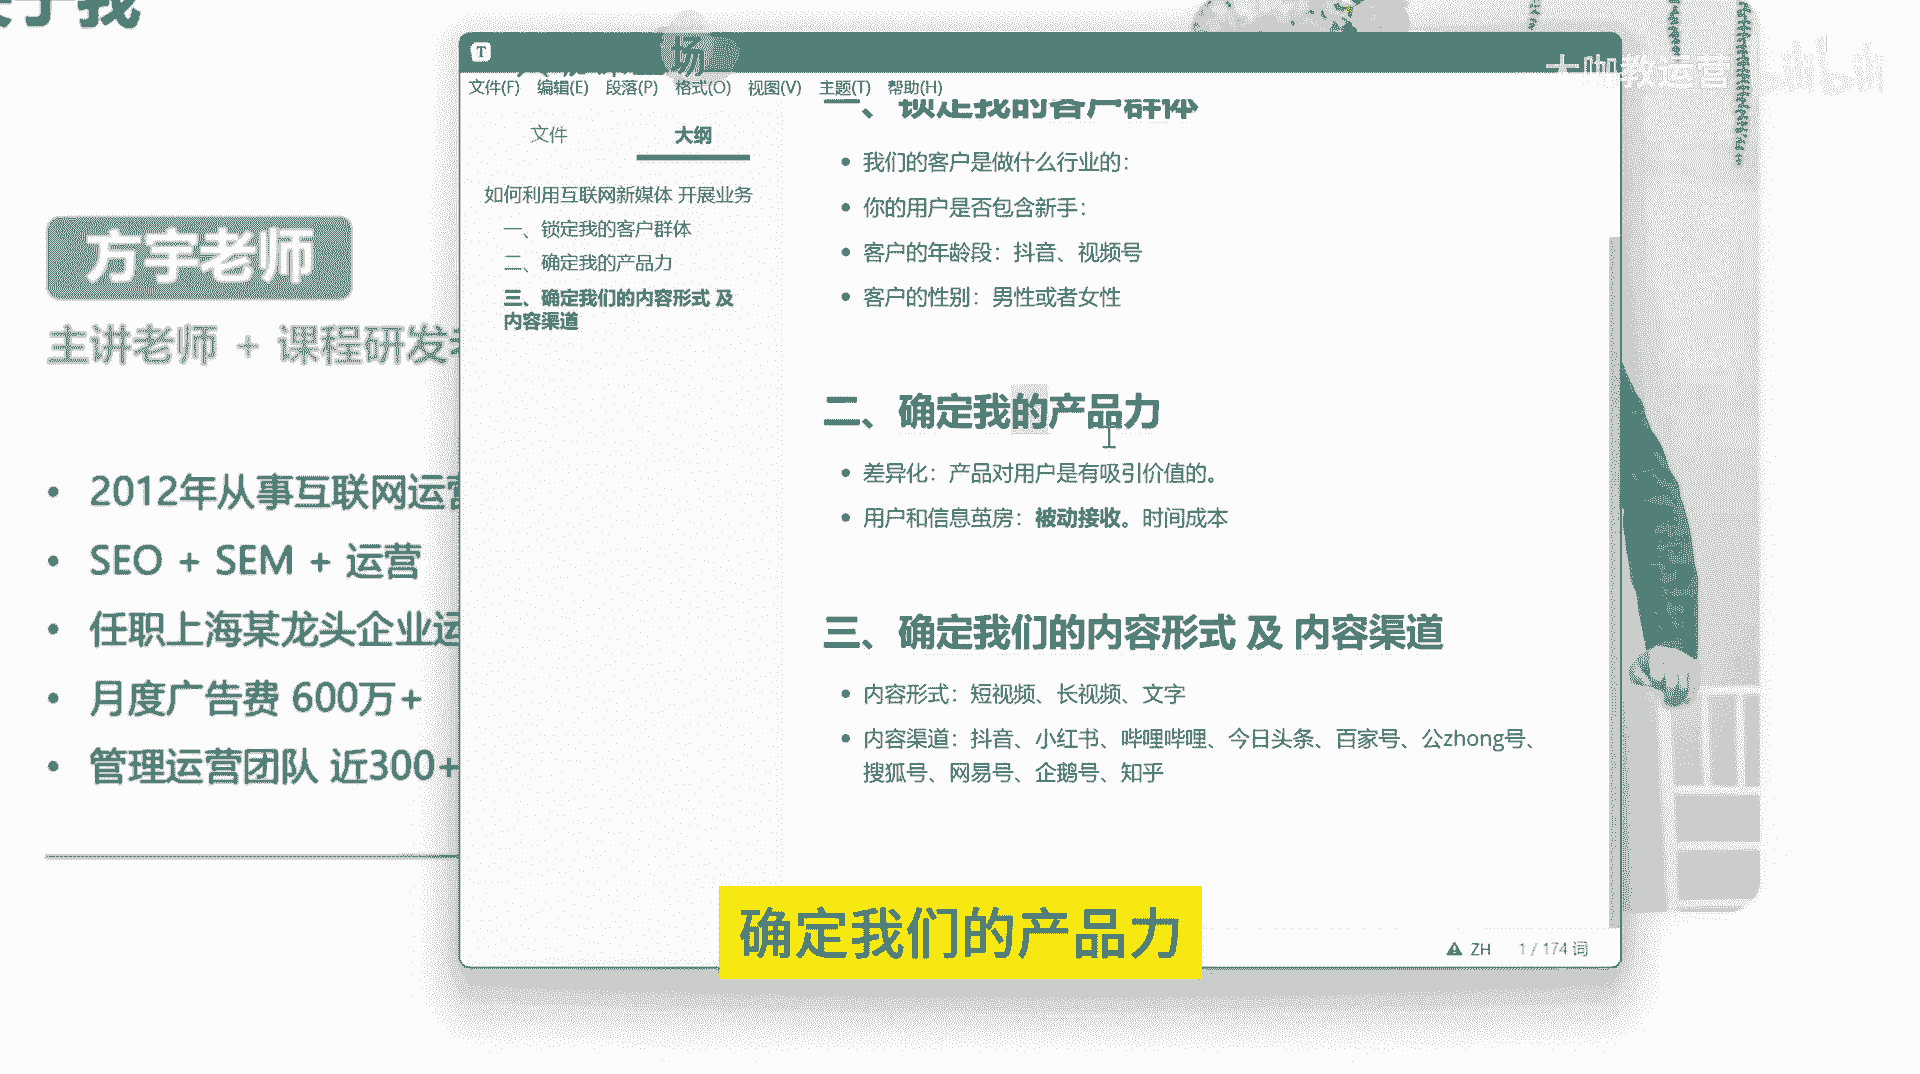 关于我
方宇老师
主讲老师 + 课程研发
2012年从事互联网运营
SEO + SEM + 运营
任职上海某龙头企业运
月度广告费 600万+
管理运营团队 近300+
T
场
大咖教运营
bilibili
文件(F) 编辑(E) 段落(P) 格式(O) 视图(V) 主题(T) 帮助(H)
文件 大纲
如何利用互联网新媒体 开展业务
一、锁定我的客户群体
二、确定我的产品力
三、确定我们的内容形式 及
内容渠道
一、锁定我的客户群体
我们的客户是做什么行业的：
你的用户是否包含新手：
客户的年龄段：抖音、视频号
客户的性别：男性或者女性
二、确定我的产品力
差异化：产品对用户是有吸引价值的。
用户和信息茧房：被动接收。时间成本
三、确定我们的内容形式 及 内容渠道
内容形式：短视频、长视频、文字
内容渠道：抖音、小红书、哔哩哔哩、今日头条、百家号、公zhong号、
搜狐号、网易号、企鹅号、知乎
ZH 1 / 174 词
确定我们的产品力